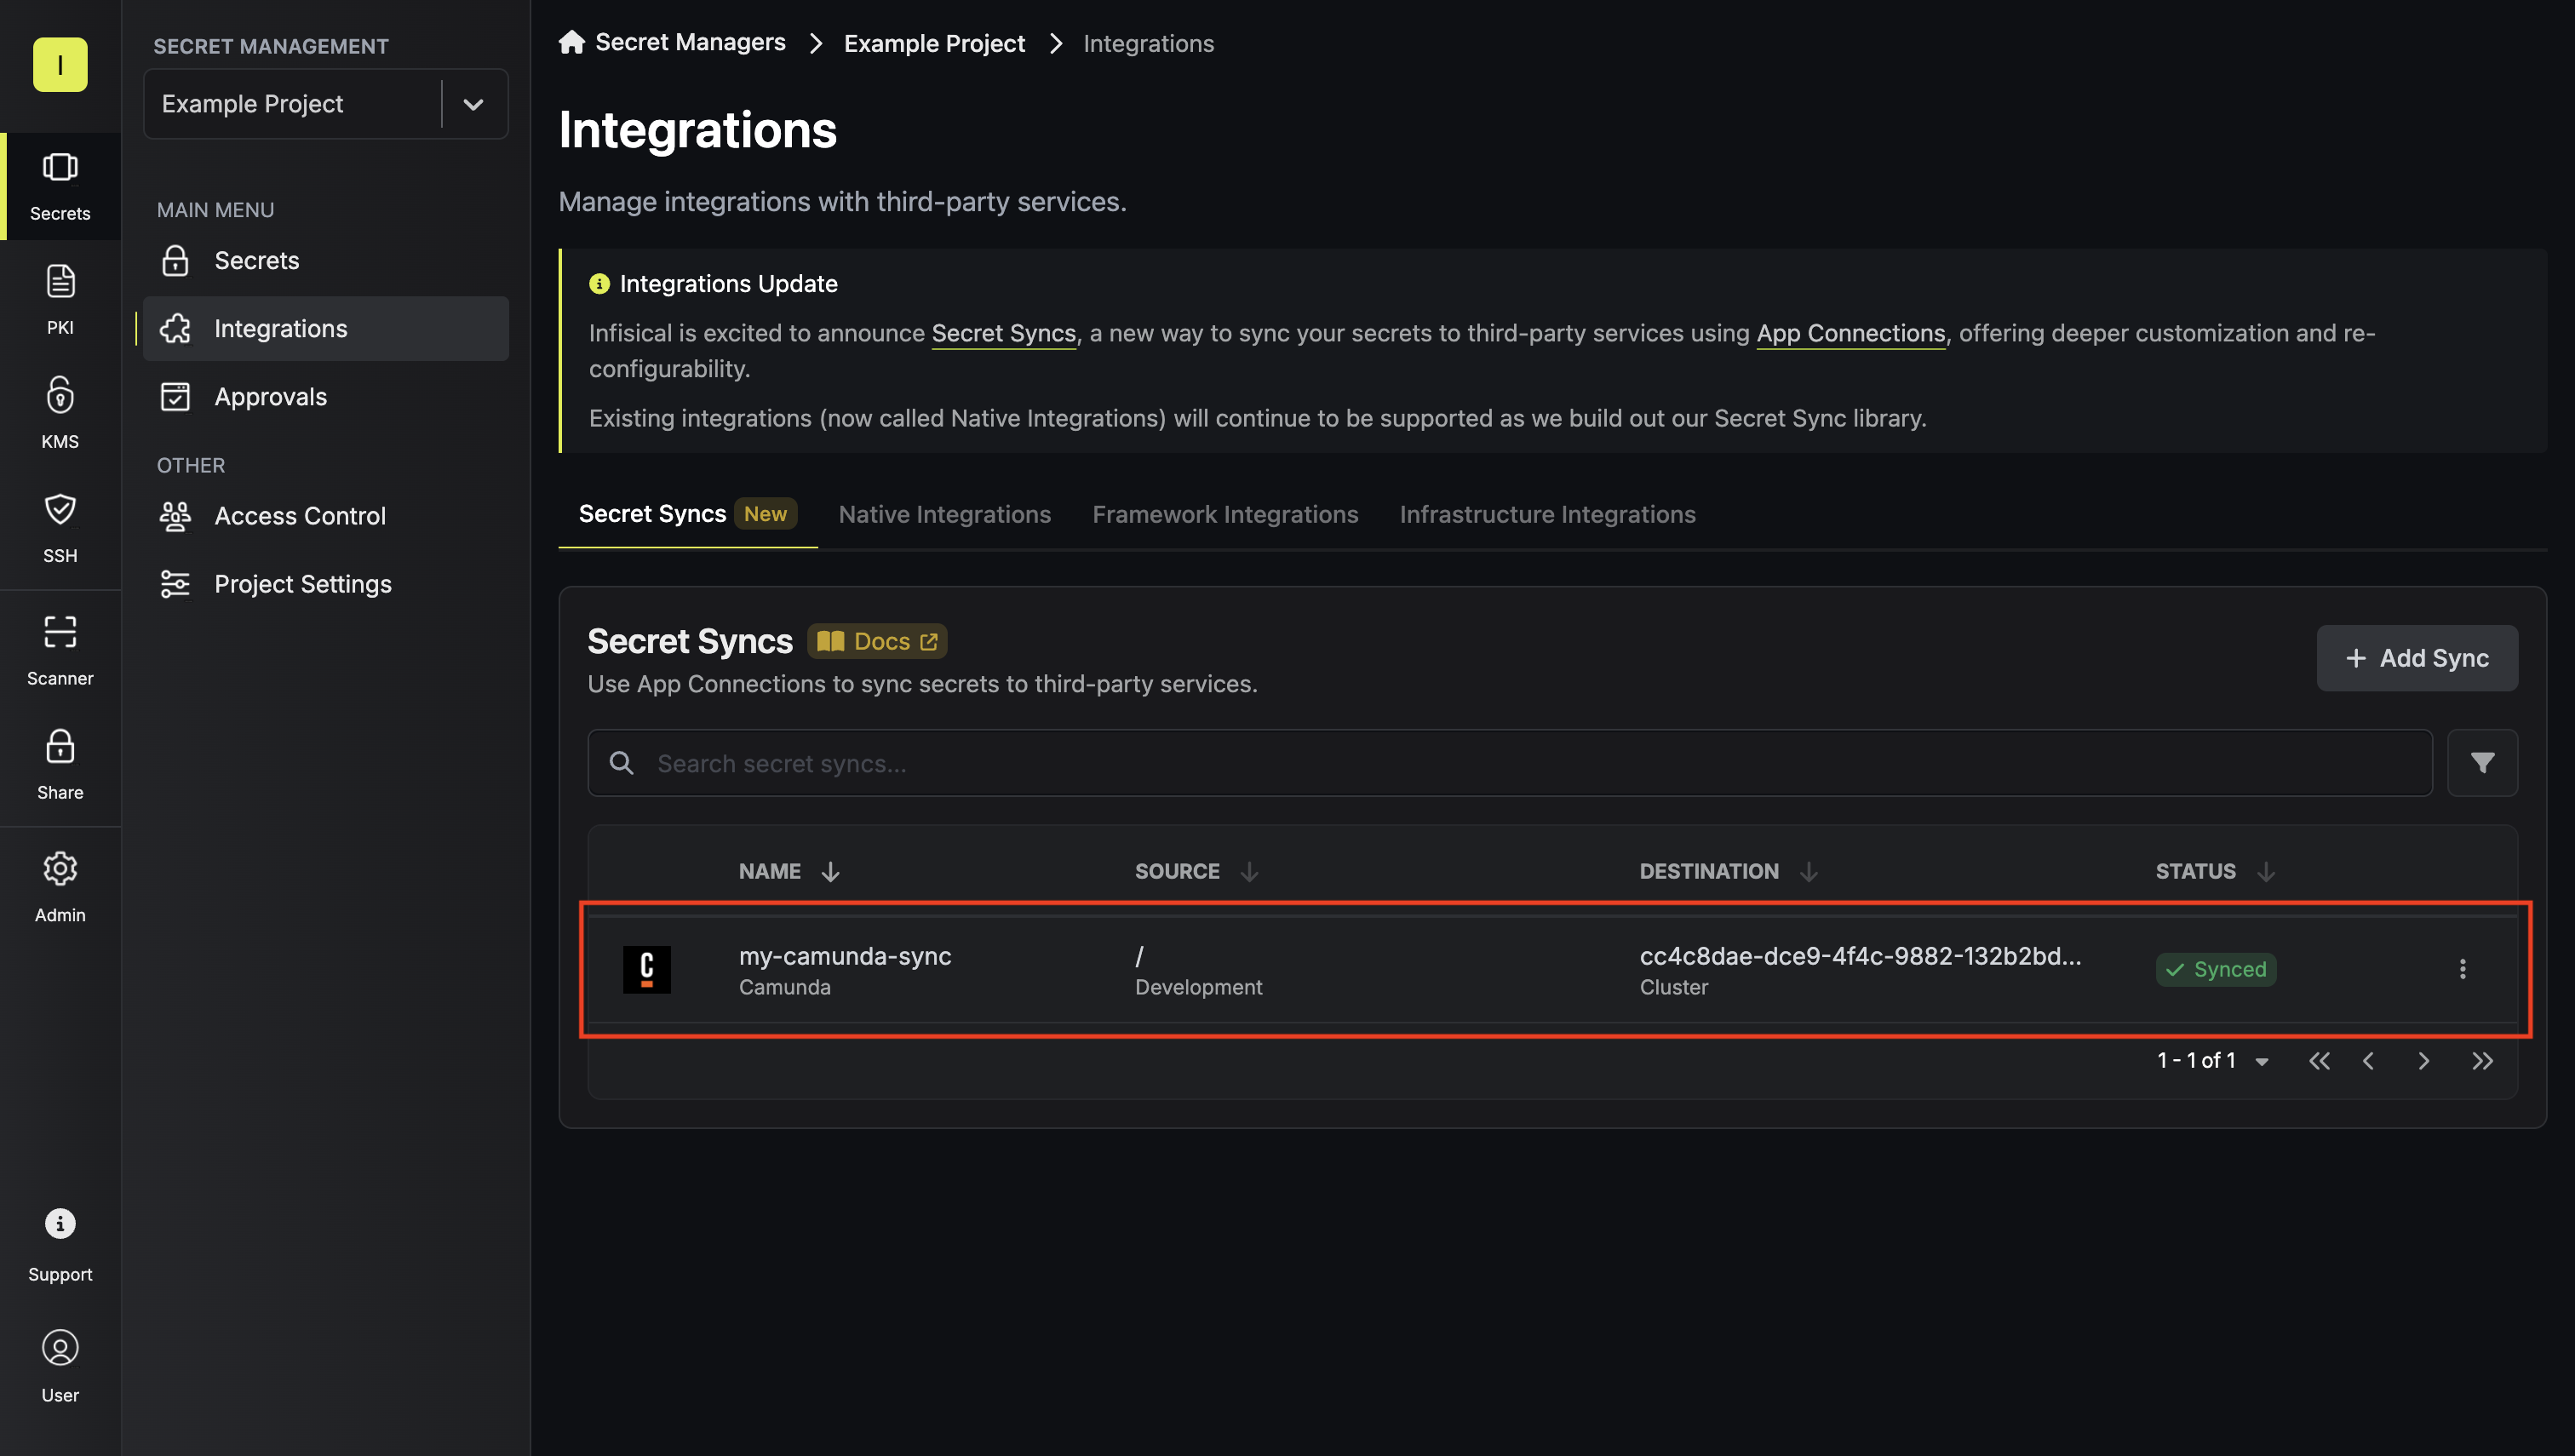 I
Secrets
PKI
KMS
SSH
Scanner
Share
Admin
Support
User
SECRET MANAGEMENT
Example Project
MAIN MENU
Secrets
Integrations
Approvals
OTHER
Access Control
Project Settings
Secret Managers > Example Project > Integrations
Integrations
Manage integrations with third-party services.
Integrations Update
Infisical is excited to announce Secret Syncs, a new way to sync your secrets to third-party services using App Connections, offering deeper customization and re-
configurability.
Existing integrations (now called Native Integrations) will continue to be supported as we build out our Secret Sync library.
Secret Syncs New Native Integrations Framework Integrations Infrastructure Integrations
Secret Syncs Docs
Use App Connections to sync secrets to third-party services.
+ Add Sync
Search secret syncs...
NAME SOURCE DESTINATION STATUS
C my-camunda-sync / cc4c8dae-dce9-4f4c-9882-132b2bd... Synced
Camunda Development Cluster
1 - 1 of 1